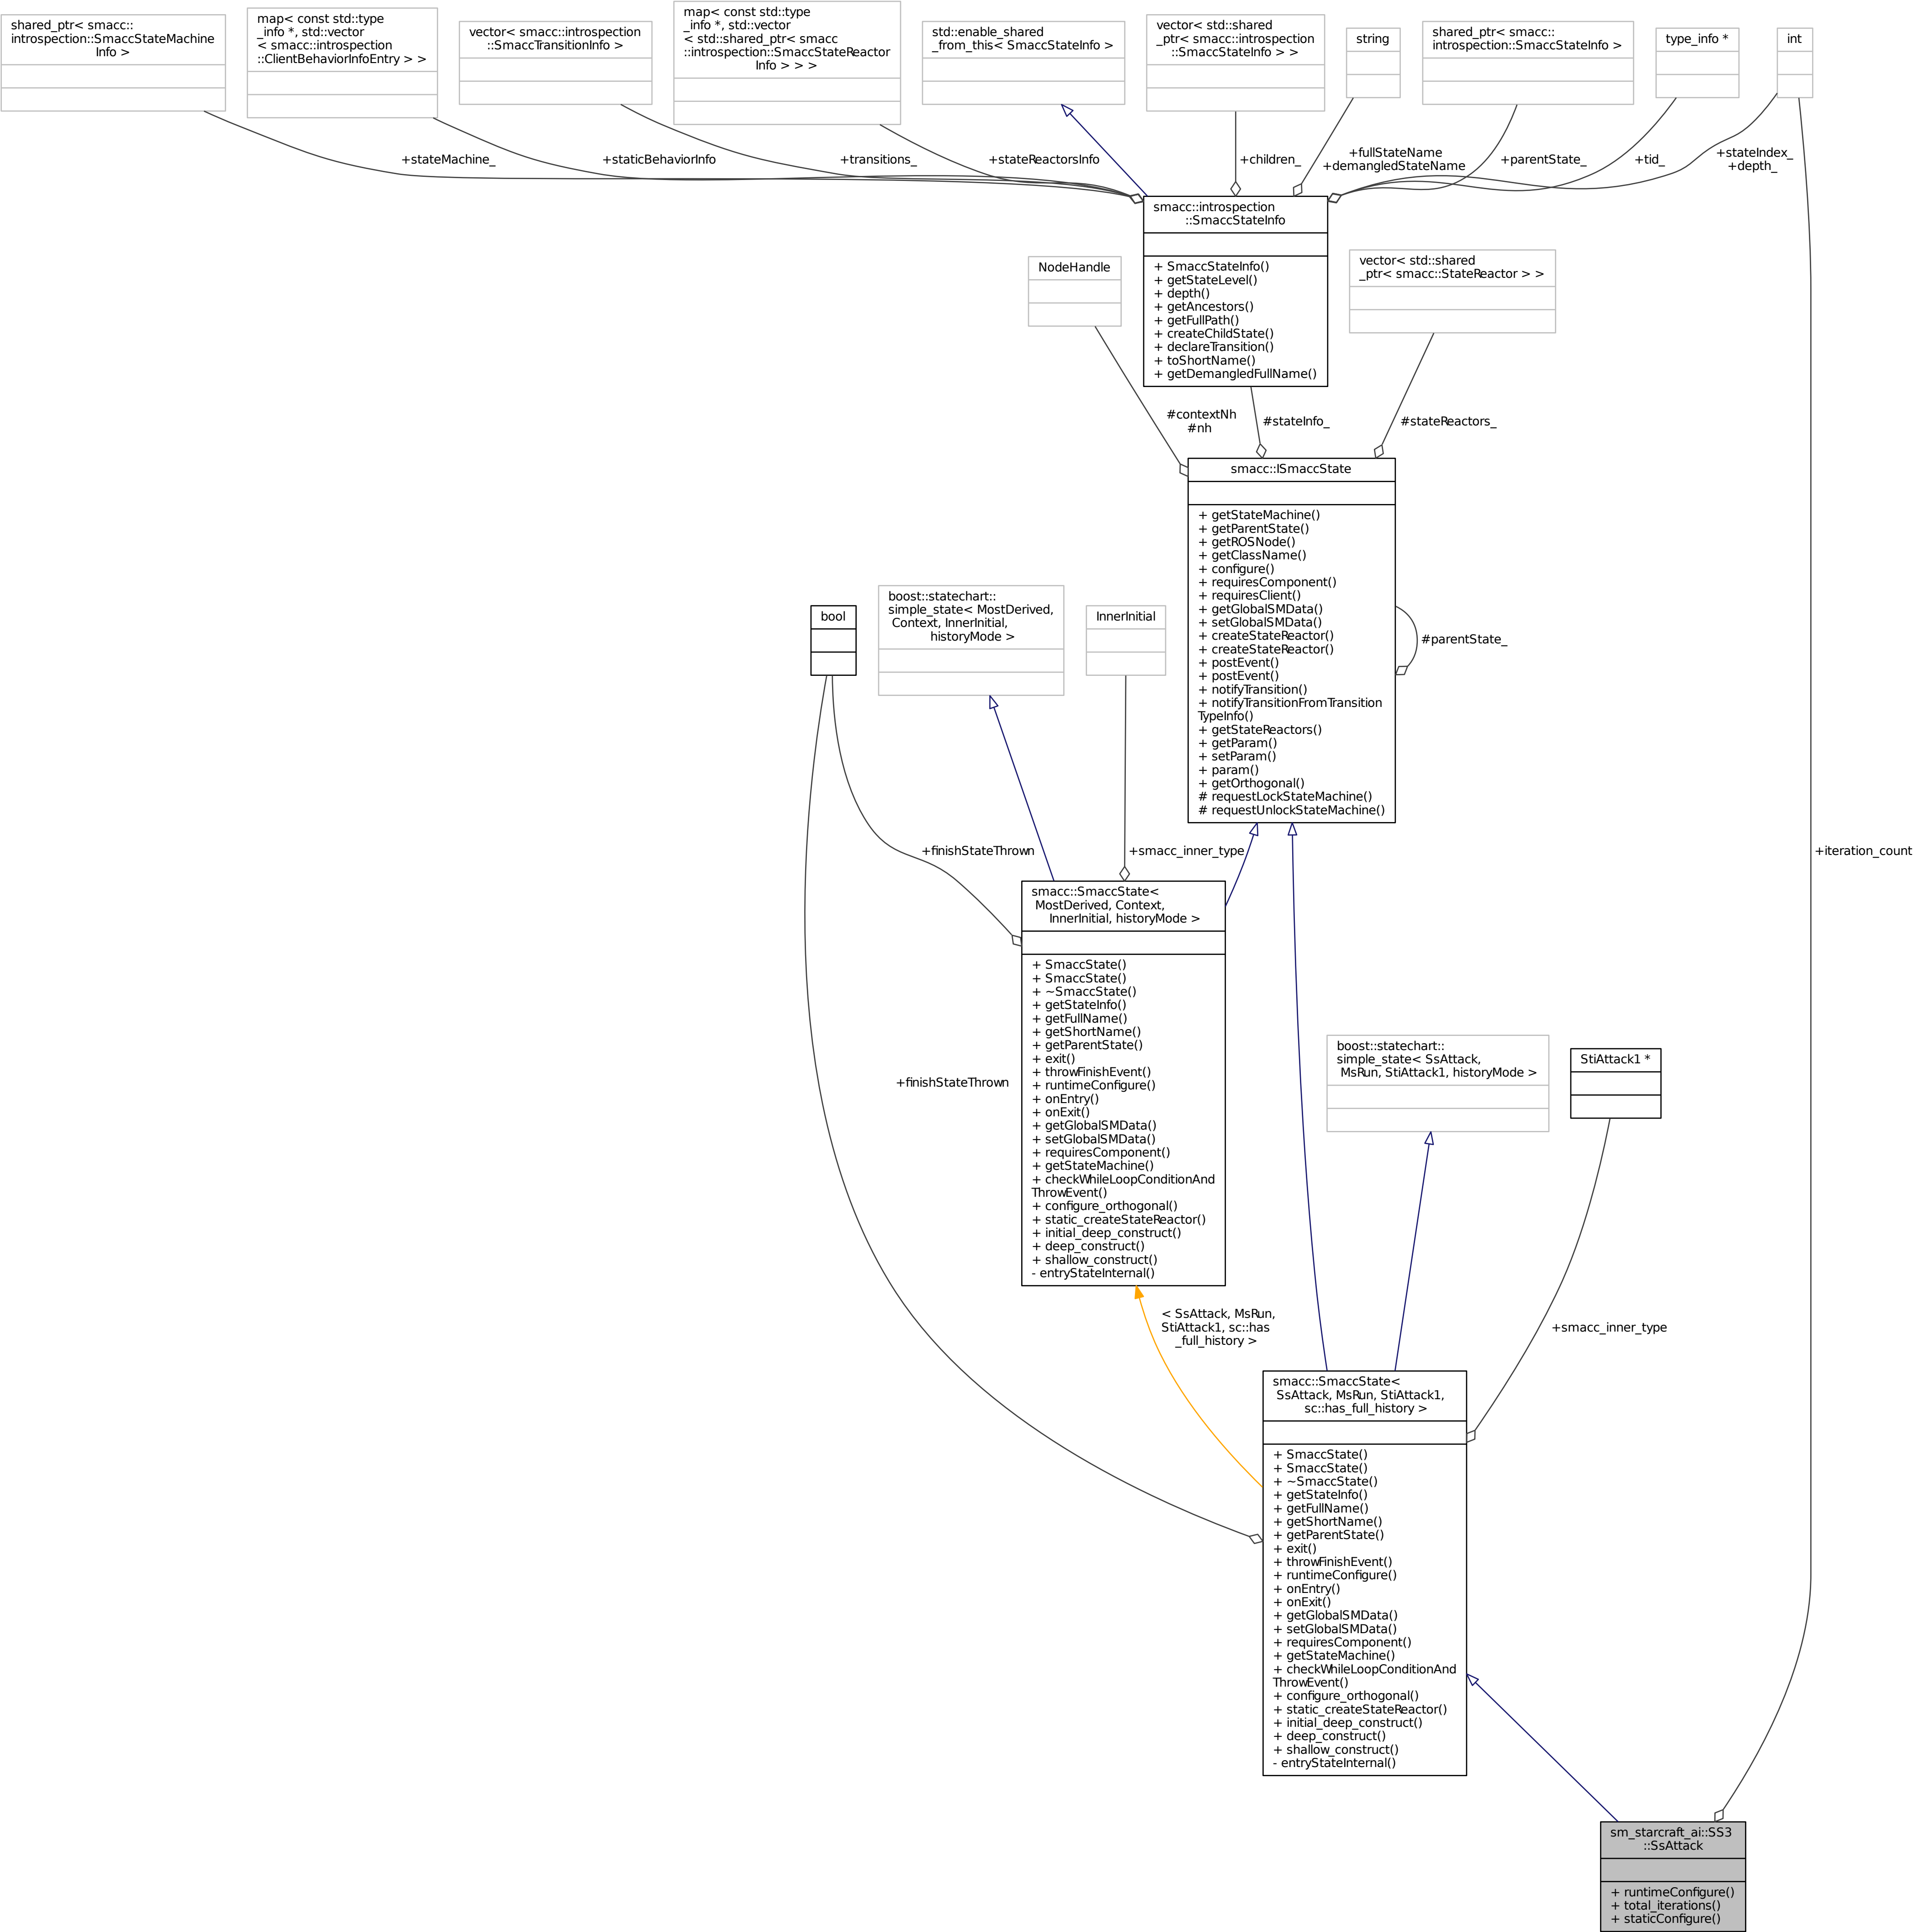 shared_ptr< smacc::
introspection::SmaccStateMachine
Info >
map< const std::type
_info *, std::vector
< smacc::introspection
::ClientBehaviorInfoEntry > >
vector< smacc::introspection
::SmaccTransitionInfo >
map< const std::type
_info *, std::vector
< std::shared_ptr< smacc
::introspection::SmaccStateReactor
Info > > >
std::enable_shared
_from_this< SmaccStateInfo >
vector< std::shared
_ptr< smacc::introspection
::SmaccStateInfo > >
string
shared_ptr< smacc::
introspection::SmaccStateInfo >
type_info *
int
+stateMachine_
+staticBehaviorInfo
+transitions_
+stateReactorsInfo
+children_
+fullStateName
+demangledStateName
+parentState_
+tid_
+stateIndex_
+depth_
smacc::introspection
::SmaccStateInfo
+ SmaccStateInfo()
+ getStateLevel()
+ depth()
+ getAncestors()
+ getFullPath()
+ createChildState()
+ declareTransition()
+ toShortName()
+ getDemangledFullName()
NodeHandle
vector< std::shared
_ptr< smacc::StateReactor > >
#contextNh
#nh
#stateInfo_
#stateReactors_
smacc::ISmaccState
+ getStateMachine()
+ getParentState()
+ getROSNode()
+ getClassName()
+ configure()
+ requiresComponent()
+ requiresClient()
+ getGlobalSMData()
+ setGlobalSMData()
+ createStateReactor()
+ createStateReactor()
+ postEvent()
+ postEvent()
+ notifyTransition()
+ notifyTransitionFromTransition
TypeInfo()
+ getStateReactors()
+ getParam()
+ setParam()
+ param()
+ getOrthogonal()
# requestLockStateMachine()
# requestUnlockStateMachine()
#parentState_
bool
boost::statechart::
simple_state< MostDerived,
Context, InnerInitial,
historyMode >
InnerInitial
+finishStateThrown
+smacc_inner_type
+iteration_count
smacc::SmaccState<
MostDerived, Context,
InnerInitial, historyMode >
+ SmaccState()
+ SmaccState()
+ ~SmaccState()
+ getStateInfo()
+ getFullName()
+ getShortName()
+ getParentState()
+ exit()
+ throwFinishEvent()
+ runtimeConfigure()
+ onEntry()
+ onExit()
+ getGlobalSMData()
+ setGlobalSMData()
+ requiresComponent()
+ getStateMachine()
+ checkWhileLoopConditionAnd
ThrowEvent()
+ configure_orthogonal()
+ static_createStateReactor()
+ initial_deep_construct()
+ deep_construct()
+ shallow_construct()
- entryStateInternal()
+finishStateThrown
boost::statechart::
simple_state< SsAttack,
MsRun, StiAttack1, historyMode >
StiAttack1 *
< SsAttack, MsRun,
StiAttack1, sc::has
_full_history >
+smacc_inner_type
smacc::SmaccState<
SsAttack, MsRun, StiAttack1,
sc::has_full_history >
+ SmaccState()
+ SmaccState()
+ ~SmaccState()
+ getStateInfo()
+ getFullName()
+ getShortName()
+ getParentState()
+ exit()
+ throwFinishEvent()
+ runtimeConfigure()
+ onEntry()
+ onExit()
+ getGlobalSMData()
+ setGlobalSMData()
+ requiresComponent()
+ getStateMachine()
+ checkWhileLoopConditionAnd
ThrowEvent()
+ configure_orthogonal()
+ static_createStateReactor()
+ initial_deep_construct()
+ deep_construct()
+ shallow_construct()
- entryStateInternal()
sm_starcraft_ai::SS3
::SsAttack
+ runtimeConfigure()
+ total_iterations()
+ staticConfigure()